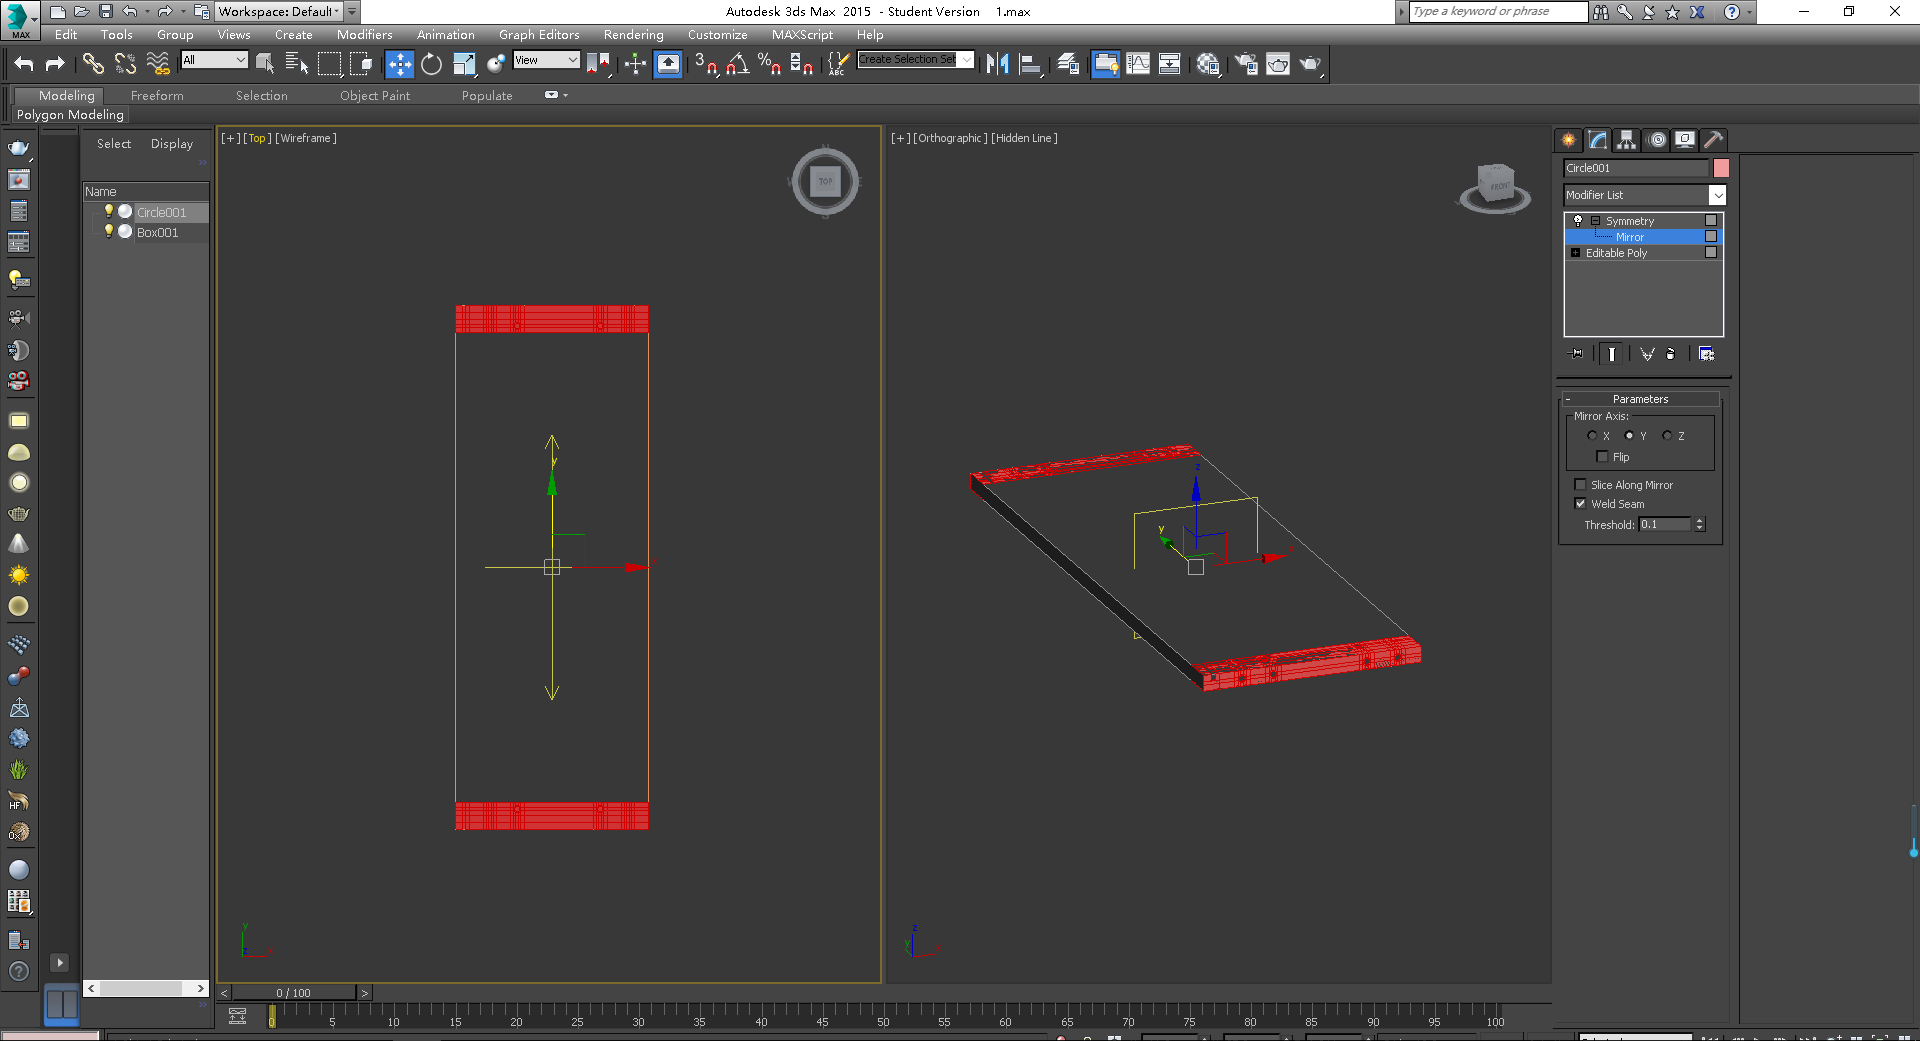 Workspace: Default
Autodesk 3ds Max 2015 - Student Version 1.max
Type a keyword or phrase
MAX
Edit Tools Group Views Create Modifiers Animation Graph Editors Rendering Customize MAXScript Help
All
View
3
ABC
Create Selection Set
Modeling Freeform Selection Object Paint Populate
Polygon Modeling
Select Display
Name
Circle001
Box001
[+] [Top] [Wireframe]
TOP
[+] [Orthographic] [Hidden Line]
FRONT
Circle001
Modifier List
Symmetry
Mirror
Editable Poly
Parameters
Mirror Axis:
X Y Z
Flip
Slice Along Mirror
Weld Seam
Threshold: 0.1
HF
0 / 100
0 5 10 15 20 25 30 35 40 45 50 55 60 65 70 75 80 85 90 95 100